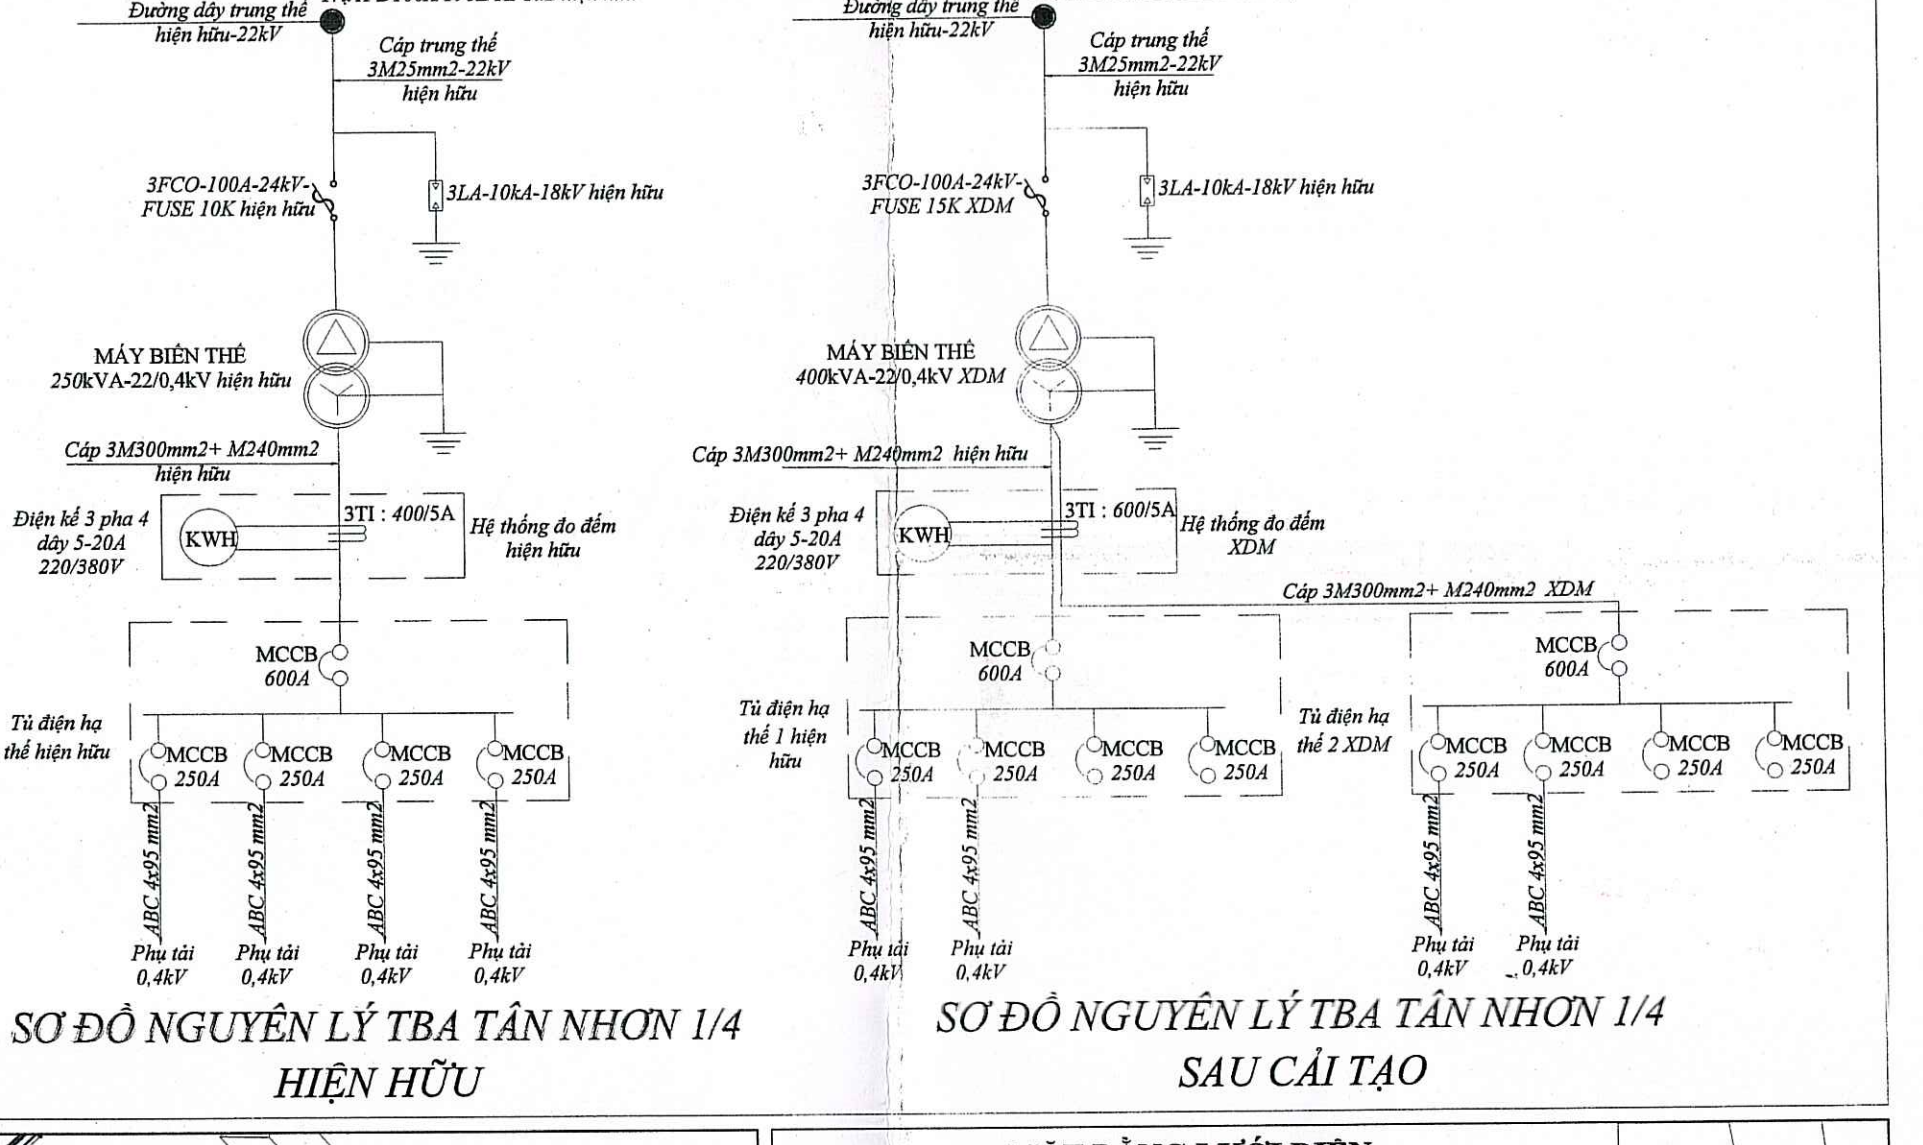 Đường dây trung thế
hiện hữu-22kV
Cáp trung thế
3M25mm2-22kV
hiện hữu
3FCO-100A-24kV-
FUSE 10K hiện hữu
3LA-10kA-18kV hiện hữu
MÁY BIẾN THẾ
250kVA-22/0,4kV hiện hữu
Cáp 3M300mm2+ M240mm2
hiện hữu
Điện kế 3 pha 4
dây 5-20A
220/380V
KWH
3TI : 400/5A
Hệ thống đo đếm
hiện hữu
MCCB
600A
Tủ điện hạ
thế hiện hữu
MCCB
250A
MCCB
250A
MCCB
250A
MCCB
250A
ABC 4x95 mm2
ABC 4x95 mm2
ABC 4x95 mm2
ABC 4x95 mm2
Phụ tải
0,4kV
Phụ tải
0,4kV
Phụ tải
0,4kV
Phụ tải
0,4kV
SƠ ĐỒ NGUYÊN LÝ TBA TÂN NHƠN 1/4
HIỆN HỮU
Đường dây trung thế
hiện hữu-22kV
Cáp trung thế
3M25mm2-22kV
hiện hữu
3FCO-100A-24kV-
FUSE 15K XDM
3LA-10kA-18kV hiện hữu
MÁY BIẾN THẾ
400kVA-22/0,4kV XDM
Cáp 3M300mm2+ M240mm2 hiện hữu
Điện kế 3 pha 4
dây 5-20A
220/380V
KWH
3TI : 600/5A
Hệ thống đo đếm
XDM
Cáp 3M300mm2+ M240mm2 XDM
MCCB
600A
Tủ điện hạ
thế 1 hiện
hữu
MCCB
250A
MCCB
250A
MCCB
250A
MCCB
250A
ABC 4x95 mm2
ABC 4x95 mm2
Phụ tải
0,4kV
Phụ tải
0,4kV
MCCB
600A
Tủ điện hạ
thế 2 XDM
MCCB
250A
MCCB
250A
MCCB
250A
MCCB
250A
ABC 4x95 mm2
ABC 4x95 mm2
Phụ tải
0,4kV
Phụ tải
0,4kV
SƠ ĐỒ NGUYÊN LÝ TBA TÂN NHƠN 1/4
SAU CẢI TẠO